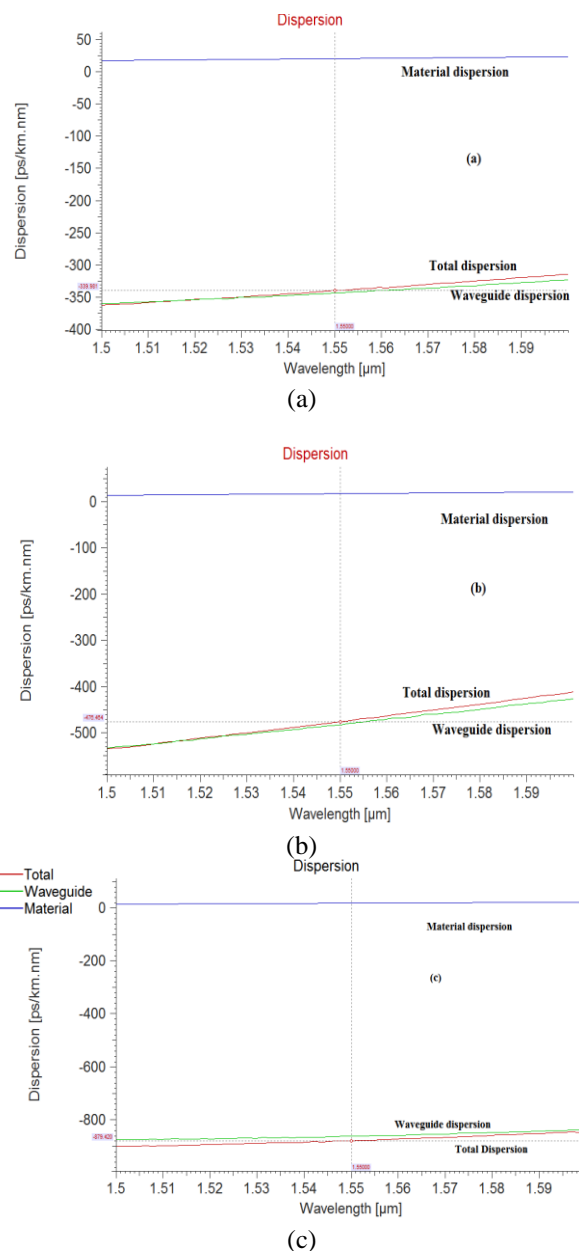 Dispersion
50
0
-50
-100
-150
-200
-250
-300
-350
-400
Dispersion [ps/km.nm]
Material dispersion
(a)
Total dispersion
Waveguide dispersion
1.55000
1.5 1.51 1.52 1.53 1.54 1.55 1.56 1.57 1.58 1.59
Wavelength [µm]
(a)
Dispersion
0
-100
-200
-300
-400
-500
Dispersion [ps/km.nm]
Material dispersion
(b)
Total dispersion
Waveguide dispersion
1.55000
1.5 1.51 1.52 1.53 1.54 1.55 1.56 1.57 1.58 1.59
Wavelength [µm]
(b)
Total
Waveguide
Material
Dispersion
0
-200
-400
-600
-800
Dispersion [ps/km.nm]
Material dispersion
(c)
Waveguide dispersion
Total Dispersion
1.55000
1.5 1.51 1.52 1.53 1.54 1.55 1.56 1.57 1.58 1.59
Wavelength [µm]
(c)